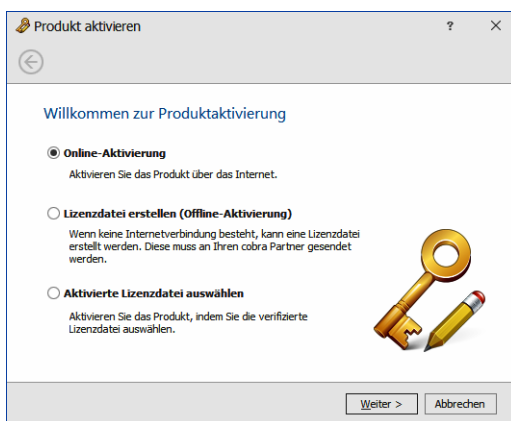 Produkt aktivieren
?
Willkommen zur Produktaktivierung
Online-Aktivierung
Aktivieren Sie das Produkt über das Internet.
Lizenzdatei erstellen (Offline-Aktivierung)
Wenn keine Internetverbindung besteht, kann eine Lizenzdatei
erstellt werden. Diese muss an Ihren cobra Partner gesendet
werden.
Aktivierte Lizenzdatei auswählen
Aktivieren Sie das Produkt, indem Sie die verifizierte
Lizenzdatei auswählen.
Weiter >
Abbrechen